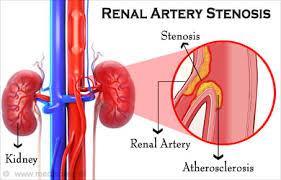 RENAL ARTERY STENOSIS
Stenosis
Renal Artery
Kidney
Atherosclerosis